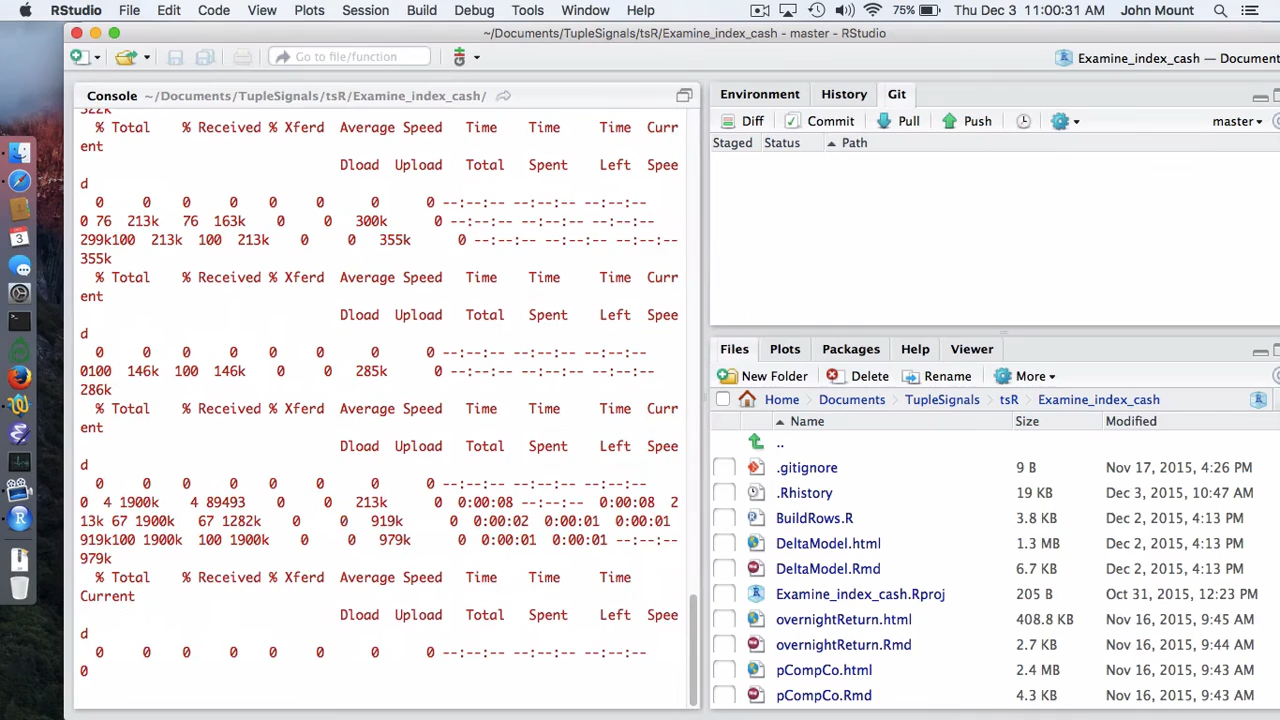 RStudio File Edit Code View Plots Session Build Debug Tools Window Help 75% Thu Dec 3 11:00:31 AM John Mount
~/Documents/TupleSignals/tsR/Examine_index_cash - master - RStudio
Go to file/function
Examine_index_cash — Document
Console ~/Documents/TupleSignals/tsR/Examine_index_cash/
322k
% Total % Received % Xferd Average Speed Time Time Time Curr
ent
Dload Upload Total Spent Left Spee
d
0 0 0 0 0 0 0 0 --:--:-- --:--:-- --:--:--
0 76 213k 76 163k 0 0 300k 0 --:--:-- --:--:-- --:--:--
299k100 213k 100 213k 0 0 355k 0 --:--:-- --:--:-- --:--:--
355k
% Total % Received % Xferd Average Speed Time Time Time Curr
ent
Dload Upload Total Spent Left Spee
d
0 0 0 0 0 0 0 0 --:--:-- --:--:-- --:--:--
0100 146k 100 146k 0 0 285k 0 --:--:-- --:--:-- --:--:--
286k
% Total % Received % Xferd Average Speed Time Time Time Curr
ent
Dload Upload Total Spent Left Spee
d
0 0 0 0 0 0 0 0 --:--:-- --:--:-- --:--:--
0 4 1900k 4 89493 0 0 213k 0 0:00:08 --:--:-- 0:00:08 2
13k 67 1900k 67 1282k 0 0 919k 0 0:00:02 0:00:01 0:00:01
919k100 1900k 100 1900k 0 0 979k 0 0:00:01 0:00:01 --:--:--
979k
% Total % Received % Xferd Average Speed Time Time Time
Current
Dload Upload Total Spent Left Spee
d
0 0 0 0 0 0 0 0 --:--:-- --:--:-- --:--:--
0
Environment History Git
Diff Commit Pull Push More master
Staged Status Path
Files Plots Packages Help Viewer
New Folder Delete Rename More
Home Documents TupleSignals tsR Examine_index_cash
Name Size Modified
..
.gitignore 9 B Nov 17, 2015, 4:26 PM
.Rhistory 19 KB Dec 3, 2015, 10:47 AM
BuildRows.R 3.8 KB Dec 2, 2015, 4:13 PM
DeltaModel.html 1.3 MB Dec 2, 2015, 4:13 PM
DeltaModel.Rmd 6.7 KB Dec 2, 2015, 4:13 PM
Examine_index_cash.Rproj 205 B Oct 31, 2015, 12:23 PM
overnightReturn.html 408.8 KB Nov 16, 2015, 9:45 AM
overnightReturn.Rmd 2.7 KB Nov 16, 2015, 9:44 AM
pCompCo.html 2.4 MB Nov 16, 2015, 9:43 AM
pCompCo.Rmd 4.3 KB Nov 16, 2015, 9:43 AM
3